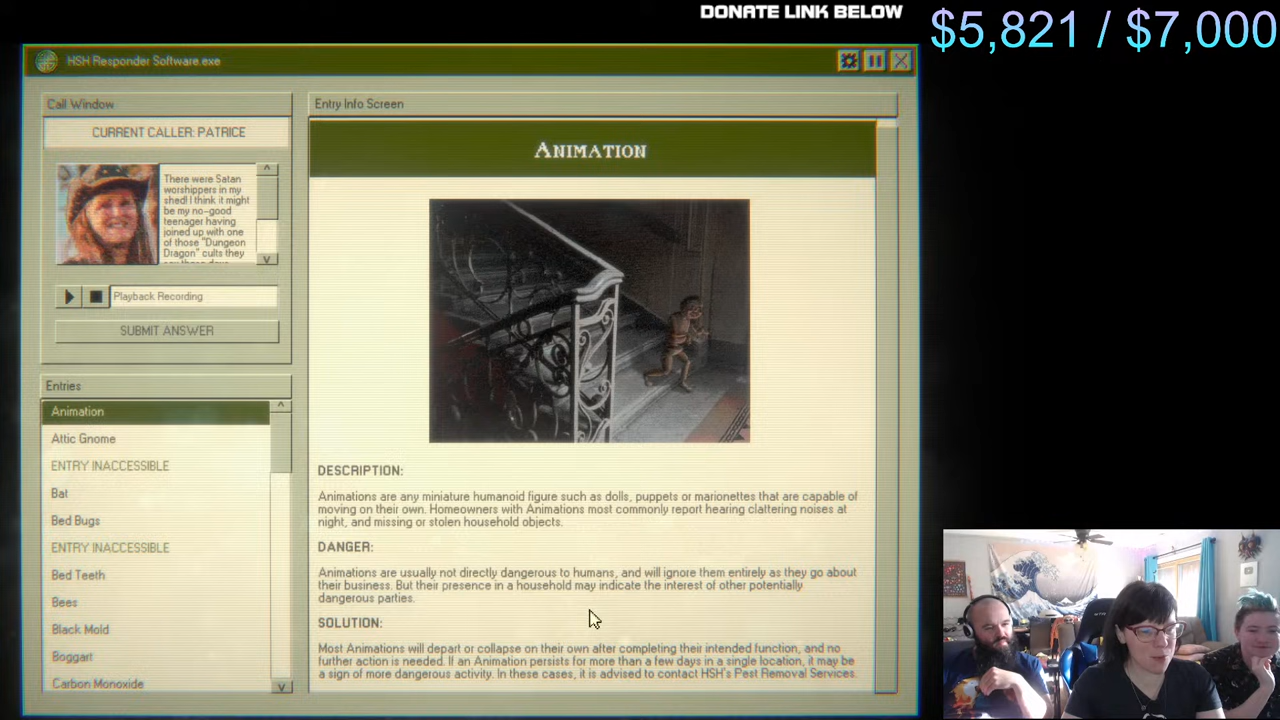 DONATE LINK BELOW
$5,821 / $7,000
HSH Responder Software.exe
Call Window
CURRENT CALLER: PATRICE
There were Satan
worshippers in my
shed! I think it might
be my no-good
teenager having
joined up with one
of those "Dungeon
Dragon" cults they
Playback Recording
SUBMIT ANSWER
Entries
Animation
Attic Gnome
ENTRY INACCESSIBLE
Bat
Bed Bugs
ENTRY INACCESSIBLE
Bed Teeth
Bees
Black Mold
Boggart
Carbon Monoxide
Entry Info Screen
ANIMATION
DESCRIPTION:
Animations are any miniature humanoid figure such as dolls, puppets or marionettes that are capable of
moving on their own. Homeowners with Animations most commonly report hearing clattering noises at
night, and missing or stolen household objects.
DANGER:
Animations are usually not directly dangerous to humans, and will ignore them entirely as they go about
their business. But their presence in a household may indicate the interest of other potentially
dangerous parties.
SOLUTION:
Most Animations will depart or collapse on their own after completing their intended function, and no
further action is needed. If an Animation persists for more than a few days in a single location, it may be
a sign of more dangerous activity. In these cases, it is advised to contact HSH's Pest Removal Services.